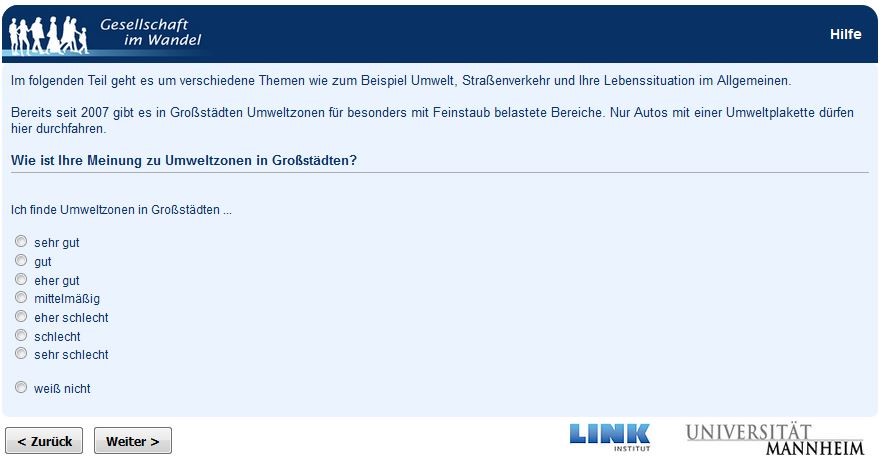 Gesellschaft
im Wandel
Hilfe
Im folgenden Teil geht es um verschiedene Themen wie zum Beispiel Umwelt, Straßenverkehr und Ihre Lebenssituation im Allgemeinen.
Bereits seit 2007 gibt es in Großstädten Umweltzonen für besonders mit Feinstaub belastete Bereiche. Nur Autos mit einer Umweltplakette dürfen
hier durchfahren.
Wie ist Ihre Meinung zu Umweltzonen in Großstädten?
Ich finde Umweltzonen in Großstädten ...
sehr gut
gut
eher gut
mittelmäßig
eher schlecht
schlecht
sehr schlecht
weiß nicht
< Zurück
Weiter >
LINK
INSTITUT
UNIVERSITÄT
MANNHEIM